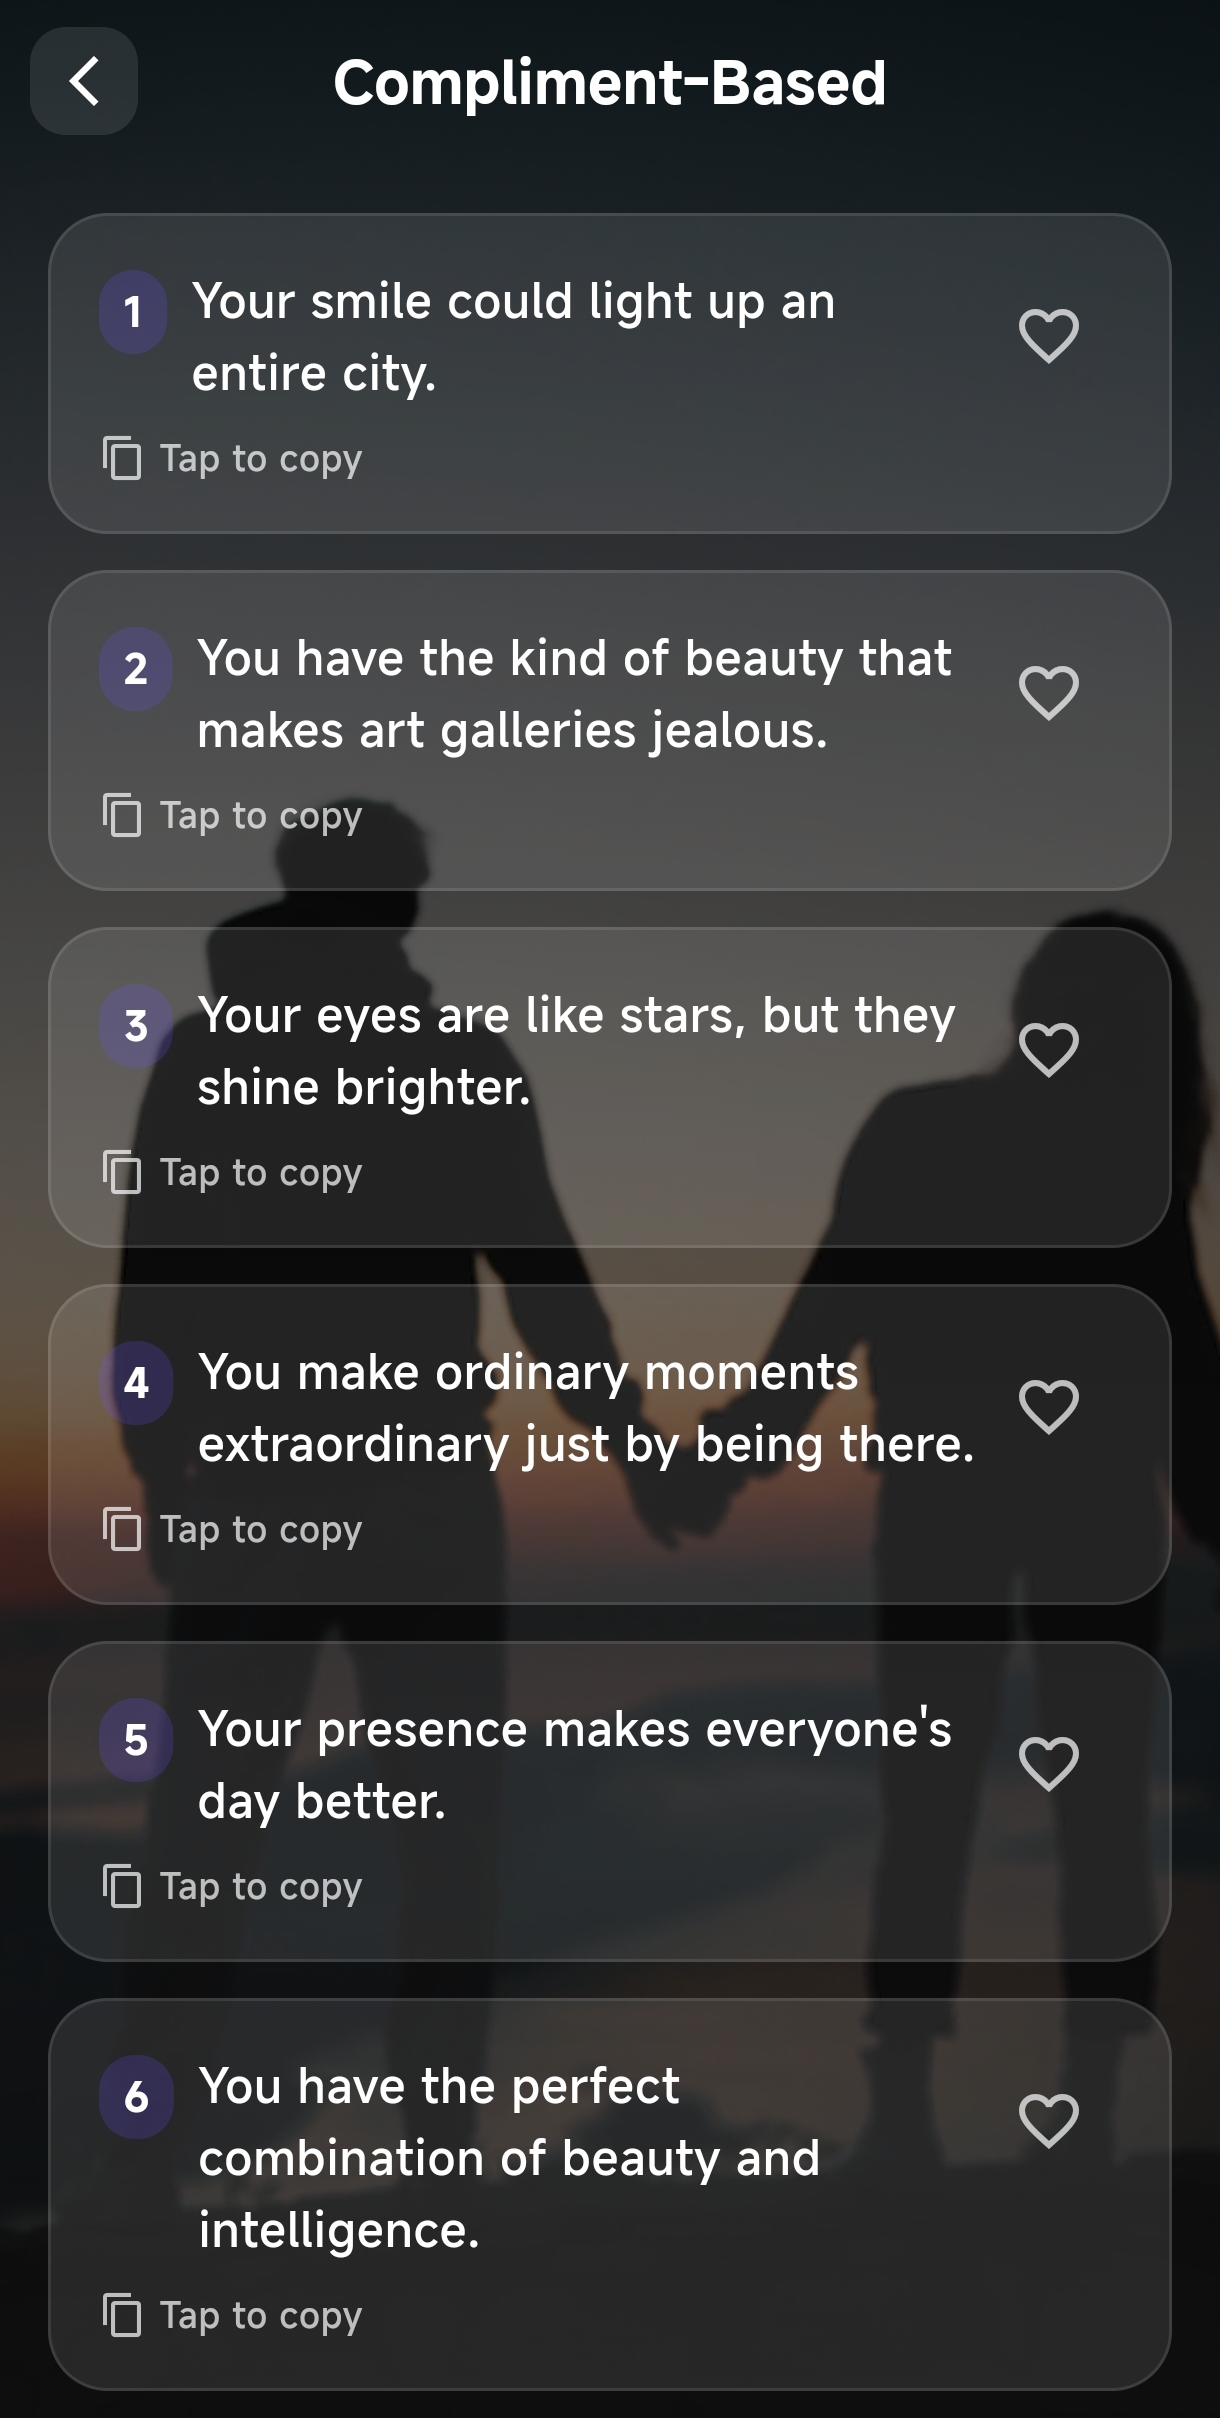 Compliment-Based
1
Your smile could light up an
entire city.
Tap to copy
2
You have the kind of beauty that
makes art galleries jealous.
Tap to copy
3
Your eyes are like stars, but they
shine brighter.
Tap to copy
4
You make ordinary moments
extraordinary just by being there.
Tap to copy
5
Your presence makes everyone's
day better.
Tap to copy
6
You have the perfect
combination of beauty and
intelligence.
Tap to copy